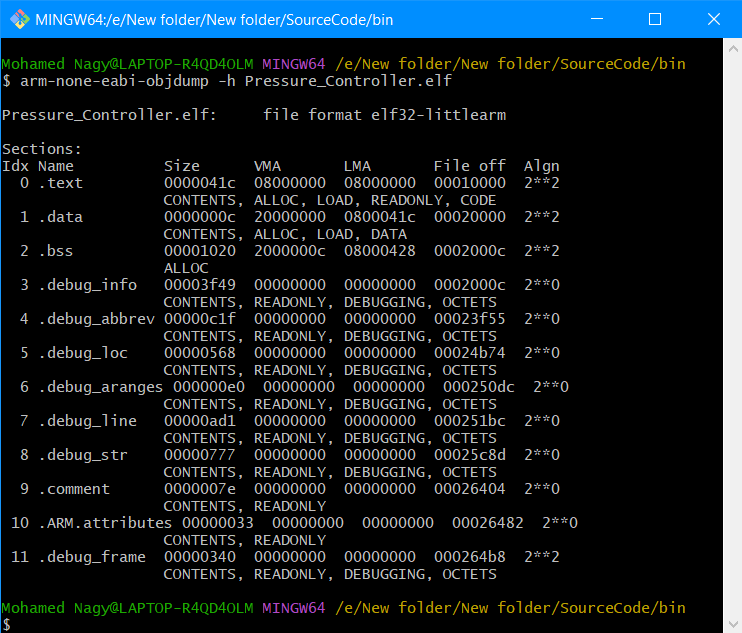 MINGW64:/e/New folder/New folder/SourceCode/bin
Mohamed Nagy@LAPTOP-R4QD4OLM MINGW64 /e/New folder/New folder/SourceCode/bin
$ arm-none-eabi-objdump -h Pressure_Controller.elf
Pressure_Controller.elf:     file format elf32-littlearm
Sections:
Idx Name          Size      VMA       LMA       File off  Algn
  0 .text         0000041c  08000000  08000000  00010000  2**2
                  CONTENTS, ALLOC, LOAD, READONLY, CODE
  1 .data         0000000c  20000000  0800041c  00020000  2**2
                  CONTENTS, ALLOC, LOAD, DATA
  2 .bss          00001020  2000000c  08000428  0002000c  2**2
                  ALLOC
  3 .debug_info   00003f49  00000000  00000000  0002000c  2**0
                  CONTENTS, READONLY, DEBUGGING, OCTETS
  4 .debug_abbrev 00000c1f  00000000  00000000  00023f55  2**0
                  CONTENTS, READONLY, DEBUGGING, OCTETS
  5 .debug_loc    00000568  00000000  00000000  00024b74  2**0
                  CONTENTS, READONLY, DEBUGGING, OCTETS
  6 .debug_aranges 000000e0  00000000  00000000  000250dc  2**0
                  CONTENTS, READONLY, DEBUGGING, OCTETS
  7 .debug_line   00000ad1  00000000  00000000  000251bc  2**0
                  CONTENTS, READONLY, DEBUGGING, OCTETS
  8 .debug_str    00000777  00000000  00000000  00025c8d  2**0
                  CONTENTS, READONLY, DEBUGGING, OCTETS
  9 .comment      0000007e  00000000  00000000  00026404  2**0
                  CONTENTS, READONLY
 10 .ARM.attributes 00000033  00000000  00000000  00026482  2**0
                  CONTENTS, READONLY
 11 .debug_frame  00000340  00000000  00000000  000264b8  2**2
                  CONTENTS, READONLY, DEBUGGING, OCTETS
Mohamed Nagy@LAPTOP-R4QD4OLM MINGW64 /e/New folder/New folder/SourceCode/bin
$